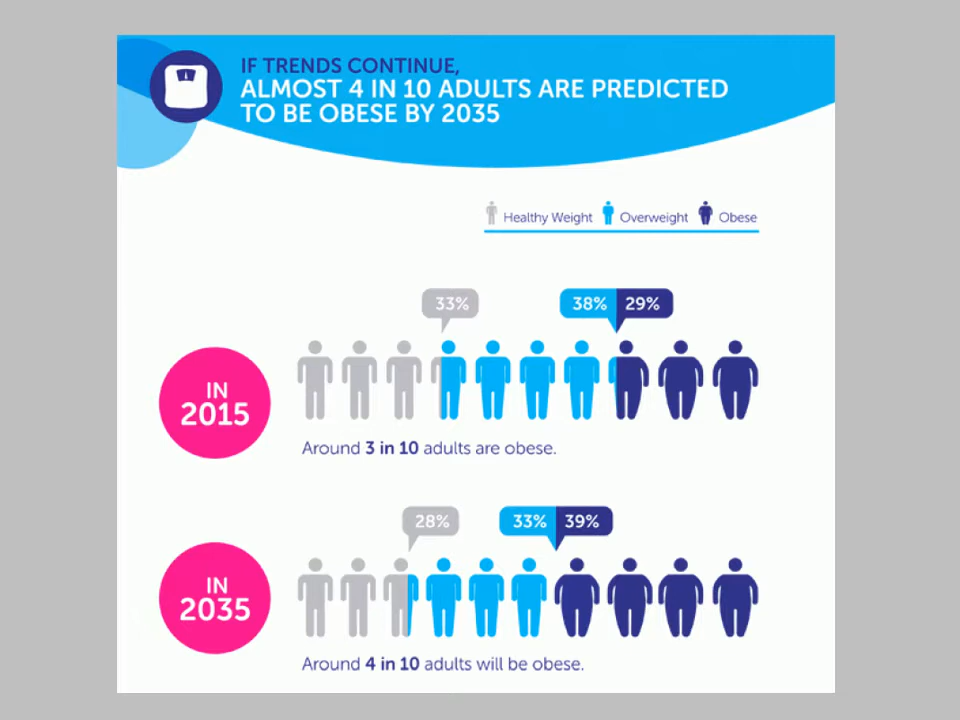 IF TRENDS CONTINUE,
ALMOST 4 IN 10 ADULTS ARE PREDICTED
TO BE OBESE BY 2035
Healthy Weight Overweight Obese
33% 38% 29%
IN
2015
Around 3 in 10 adults are obese.
28% 33% 39%
IN
2035
Around 4 in 10 adults will be obese.